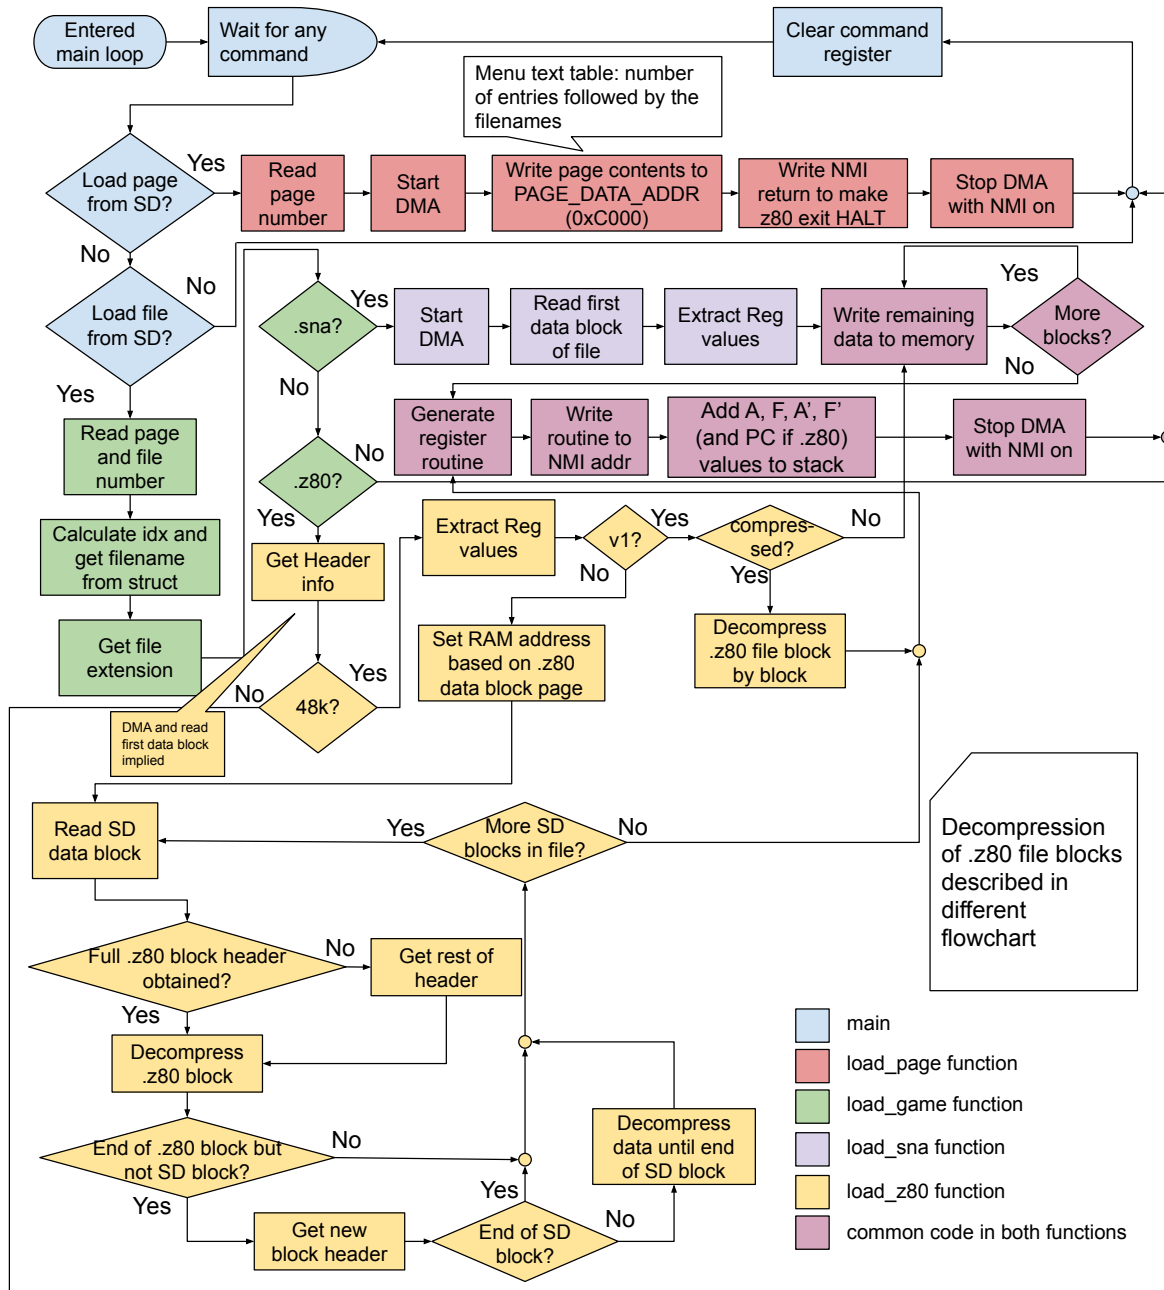 Entered
main loop
Wait for any
command
Clear command
register
Menu text table: number
of entries followed by the
filenames
Load page
from SD?
Yes
No
Read
page
number
Start
DMA
Write page contents to
PAGE_DATA_ADDR
(0xC000)
Write NMI
return to make
z80 exit HALT
Stop DMA
with NMI on
Load file
from SD?
No
Yes
.sna?
Yes
No
Start
DMA
Read first
data block
of file
Extract Reg
values
Write remaining
data to memory
More
blocks?
Yes
No
Read page
and file
number
Generate
register
routine
Write
routine to
NMI addr
Add A, F, A’, F’
(and PC if .z80)
values to stack
Stop DMA
with NMI on
.z80?
No
Yes
Calculate idx and
get filename
from struct
Get Header
info
Extract Reg
values
v1?
Yes
No
compres-
sed?
No
Yes
Get file
extension
Set RAM address
based on .z80
data block page
Decompress
.z80 file block
by block
48k?
Yes
No
DMA and read
first data block
implied
Read SD
data block
More SD
blocks in file?
Yes
No
Decompression
of .z80 file blocks
described in
different
flowchart
Full .z80 block header
obtained?
No
Yes
Get rest of
header
Decompress
.z80 block
End of .z80 block but
not SD block?
No
Yes
Get new
block header
End of SD
block?
Yes
No
Decompress
data until end
of SD block
main
load_page function
load_game function
load_sna function
load_z80 function
common code in both functions